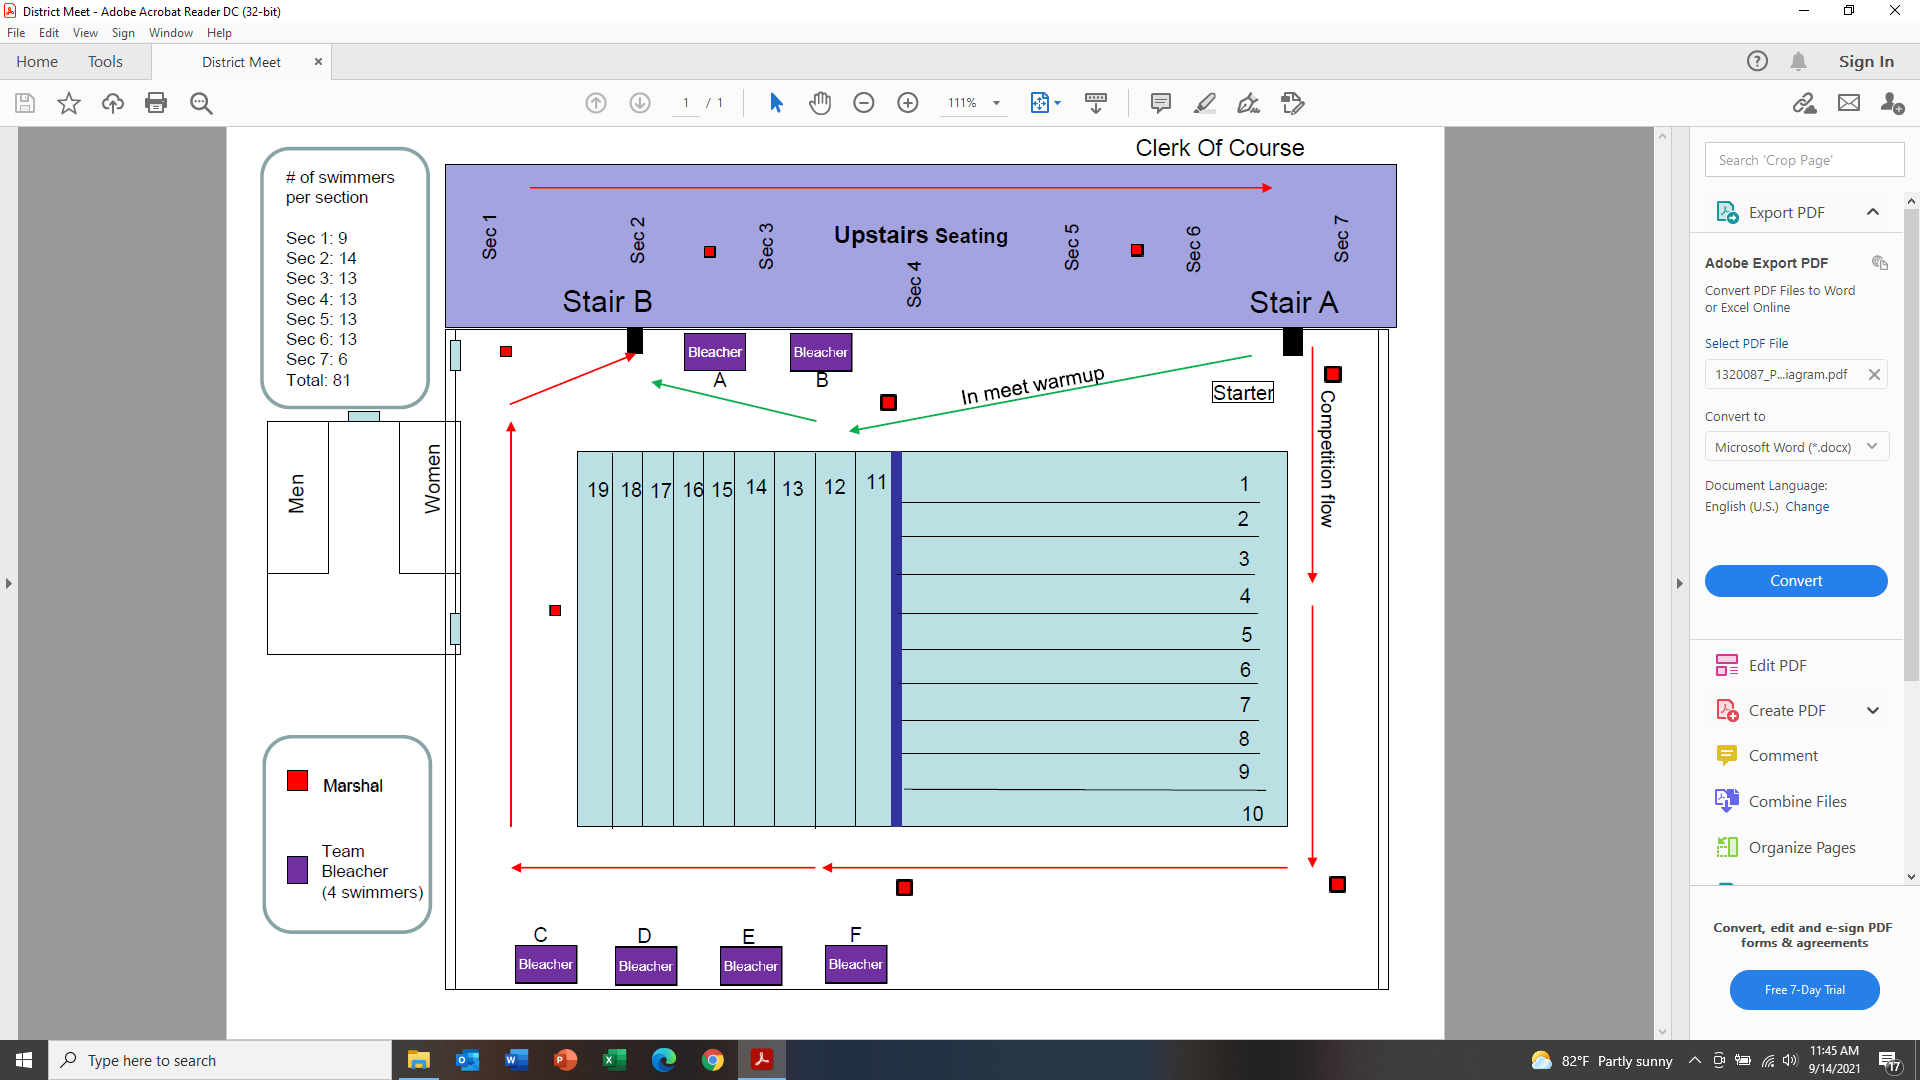 District Meet - Adobe Acrobat Reader DC (32-bit)
File Edit View Sign Window Help
Home Tools District Meet × Sign In
1 / 1 111%
Clerk Of Course
# of swimmers
per section
Sec 1: 9
Sec 2: 14
Sec 3: 13
Sec 4: 13
Sec 5: 13
Sec 6: 13
Sec 7: 6
Total: 81
Sec 1
Sec 2
Sec 3
Upstairs Seating
Sec 4
Sec 5
Sec 6
Sec 7
Stair B
Stair A
Bleacher
A
Bleacher
B
In meet warmup
Starter
Competition flow
Men
Women
19 18 17 16 15 14 13 12 11
1
2
3
4
5
6
7
8
9
10
Marshal
Team
Bleacher
(4 swimmers)
C
D
E
F
Bleacher
Bleacher
Bleacher
Bleacher
Search 'Crop Page'
Export PDF
Adobe Export PDF
Convert PDF Files to Word
or Excel Online
Select PDF File
1320087_P...iagram.pdf
Convert to
Microsoft Word (*.docx)
Document Language:
English (U.S.) Change
Convert
Edit PDF
Create PDF
Comment
Combine Files
Organize Pages
Convert, edit and e-sign PDF
forms & agreements
Free 7-Day Trial
Type here to search
82°F Partly sunny
11:45 AM
9/14/2021
17